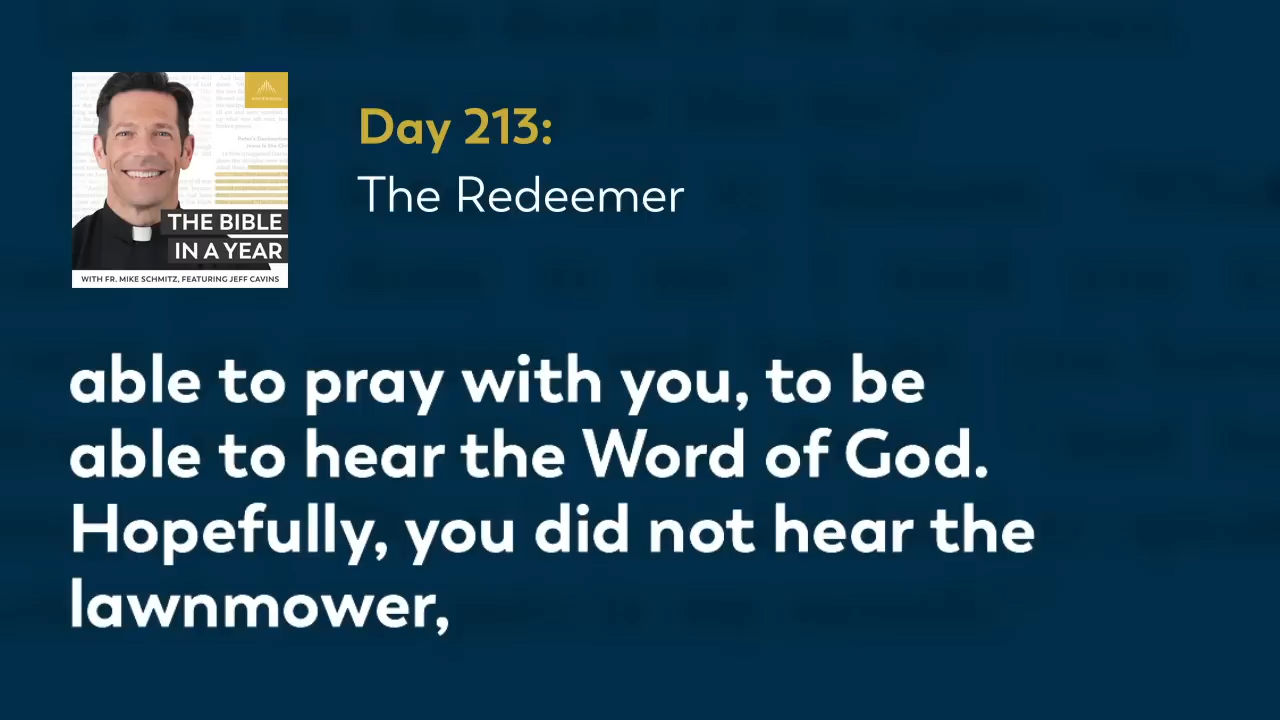 Day 213:
The Redeemer
THE BIBLE
IN A YEAR
WITH FR. MIKE SCHMITZ, FEATURING JEFF CAVINS
able to pray with you, to be
able to hear the Word of God.
Hopefully, you did not hear the
lawnmower,